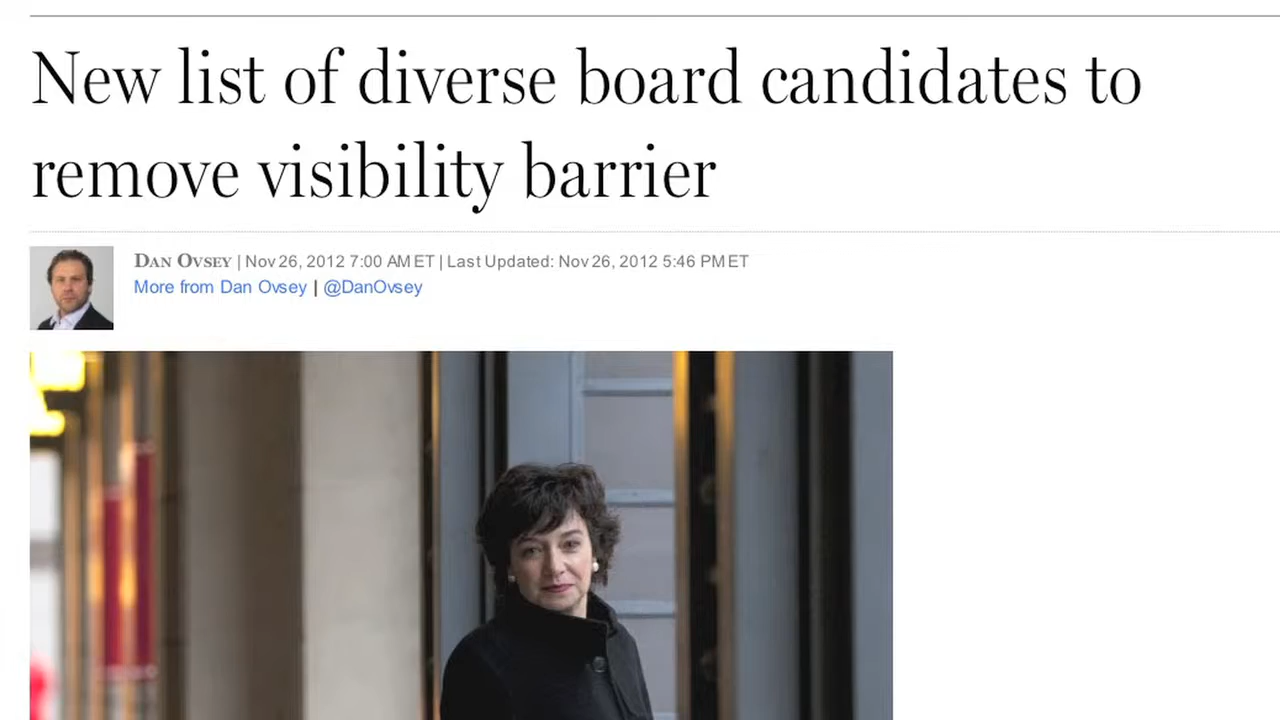 New list of diverse board candidates to
remove visibility barrier
DAN OVSEY | Nov 26, 2012 7:00 AM ET | Last Updated: Nov 26, 2012 5:46 PM ET
More from Dan Ovsey | @DanOvsey